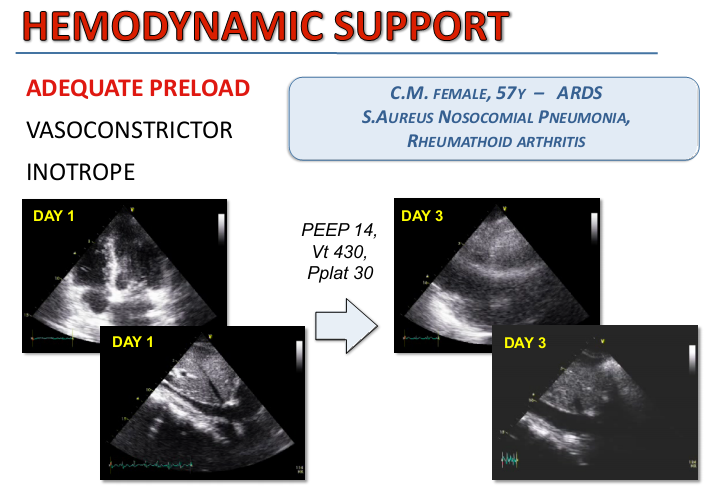 HEMODYNAMIC SUPPORT
ADEQUATE PRELOAD
VASOCONSTRICTOR
INOTROPE
C.M. FEMALE, 57Y – ARDS
S.AUREUS NOSOCOMIAL PNEUMONIA,
RHEUMATHOID ARTHRITIS
DAY 1
DAY 1
PEEP 14,
Vt 430,
Pplat 30
DAY 3
DAY 3